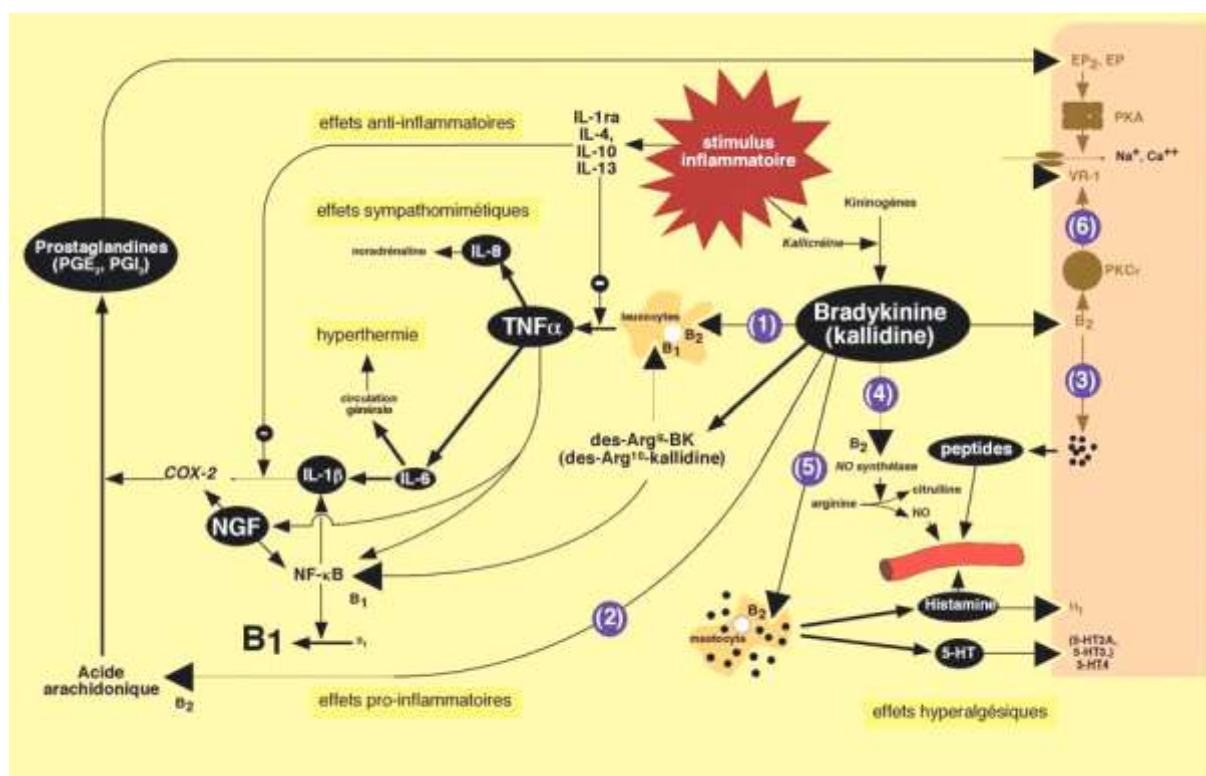 EP2, EP
PKA
Na+, Ca++
VR-1
(6)
PKCε
B2
(3)
effets anti-inflammatoires
IL-1ra
IL-4,
IL-10
IL-13
stimulus
inflammatoire
effets sympathomimétiques
Kininogènes
Kallicréine
Prostaglandines
(PGE2, PGI2)
noradrénaline
IL-8
TNFα
leucocytes
B2
B1
(1)
Bradykinine
(kallidine)
hyperthermie
circulation
générale
(4)
des-Arg9-BK
(des-Arg10-kallidine)
B2
NO synthétase
peptides
(5)
COX-2
IL-1β
IL-6
citrulline
arginine
NO
NGF
NF-κB
B1
B2
mastocyte
Histamine
H1
(2)
B1
5-HT
(5-HT2A,
5-HT3,)
5-HT4
Acide
arachidonique
B2
effets pro-inflammatoires
effets hyperalgésiques